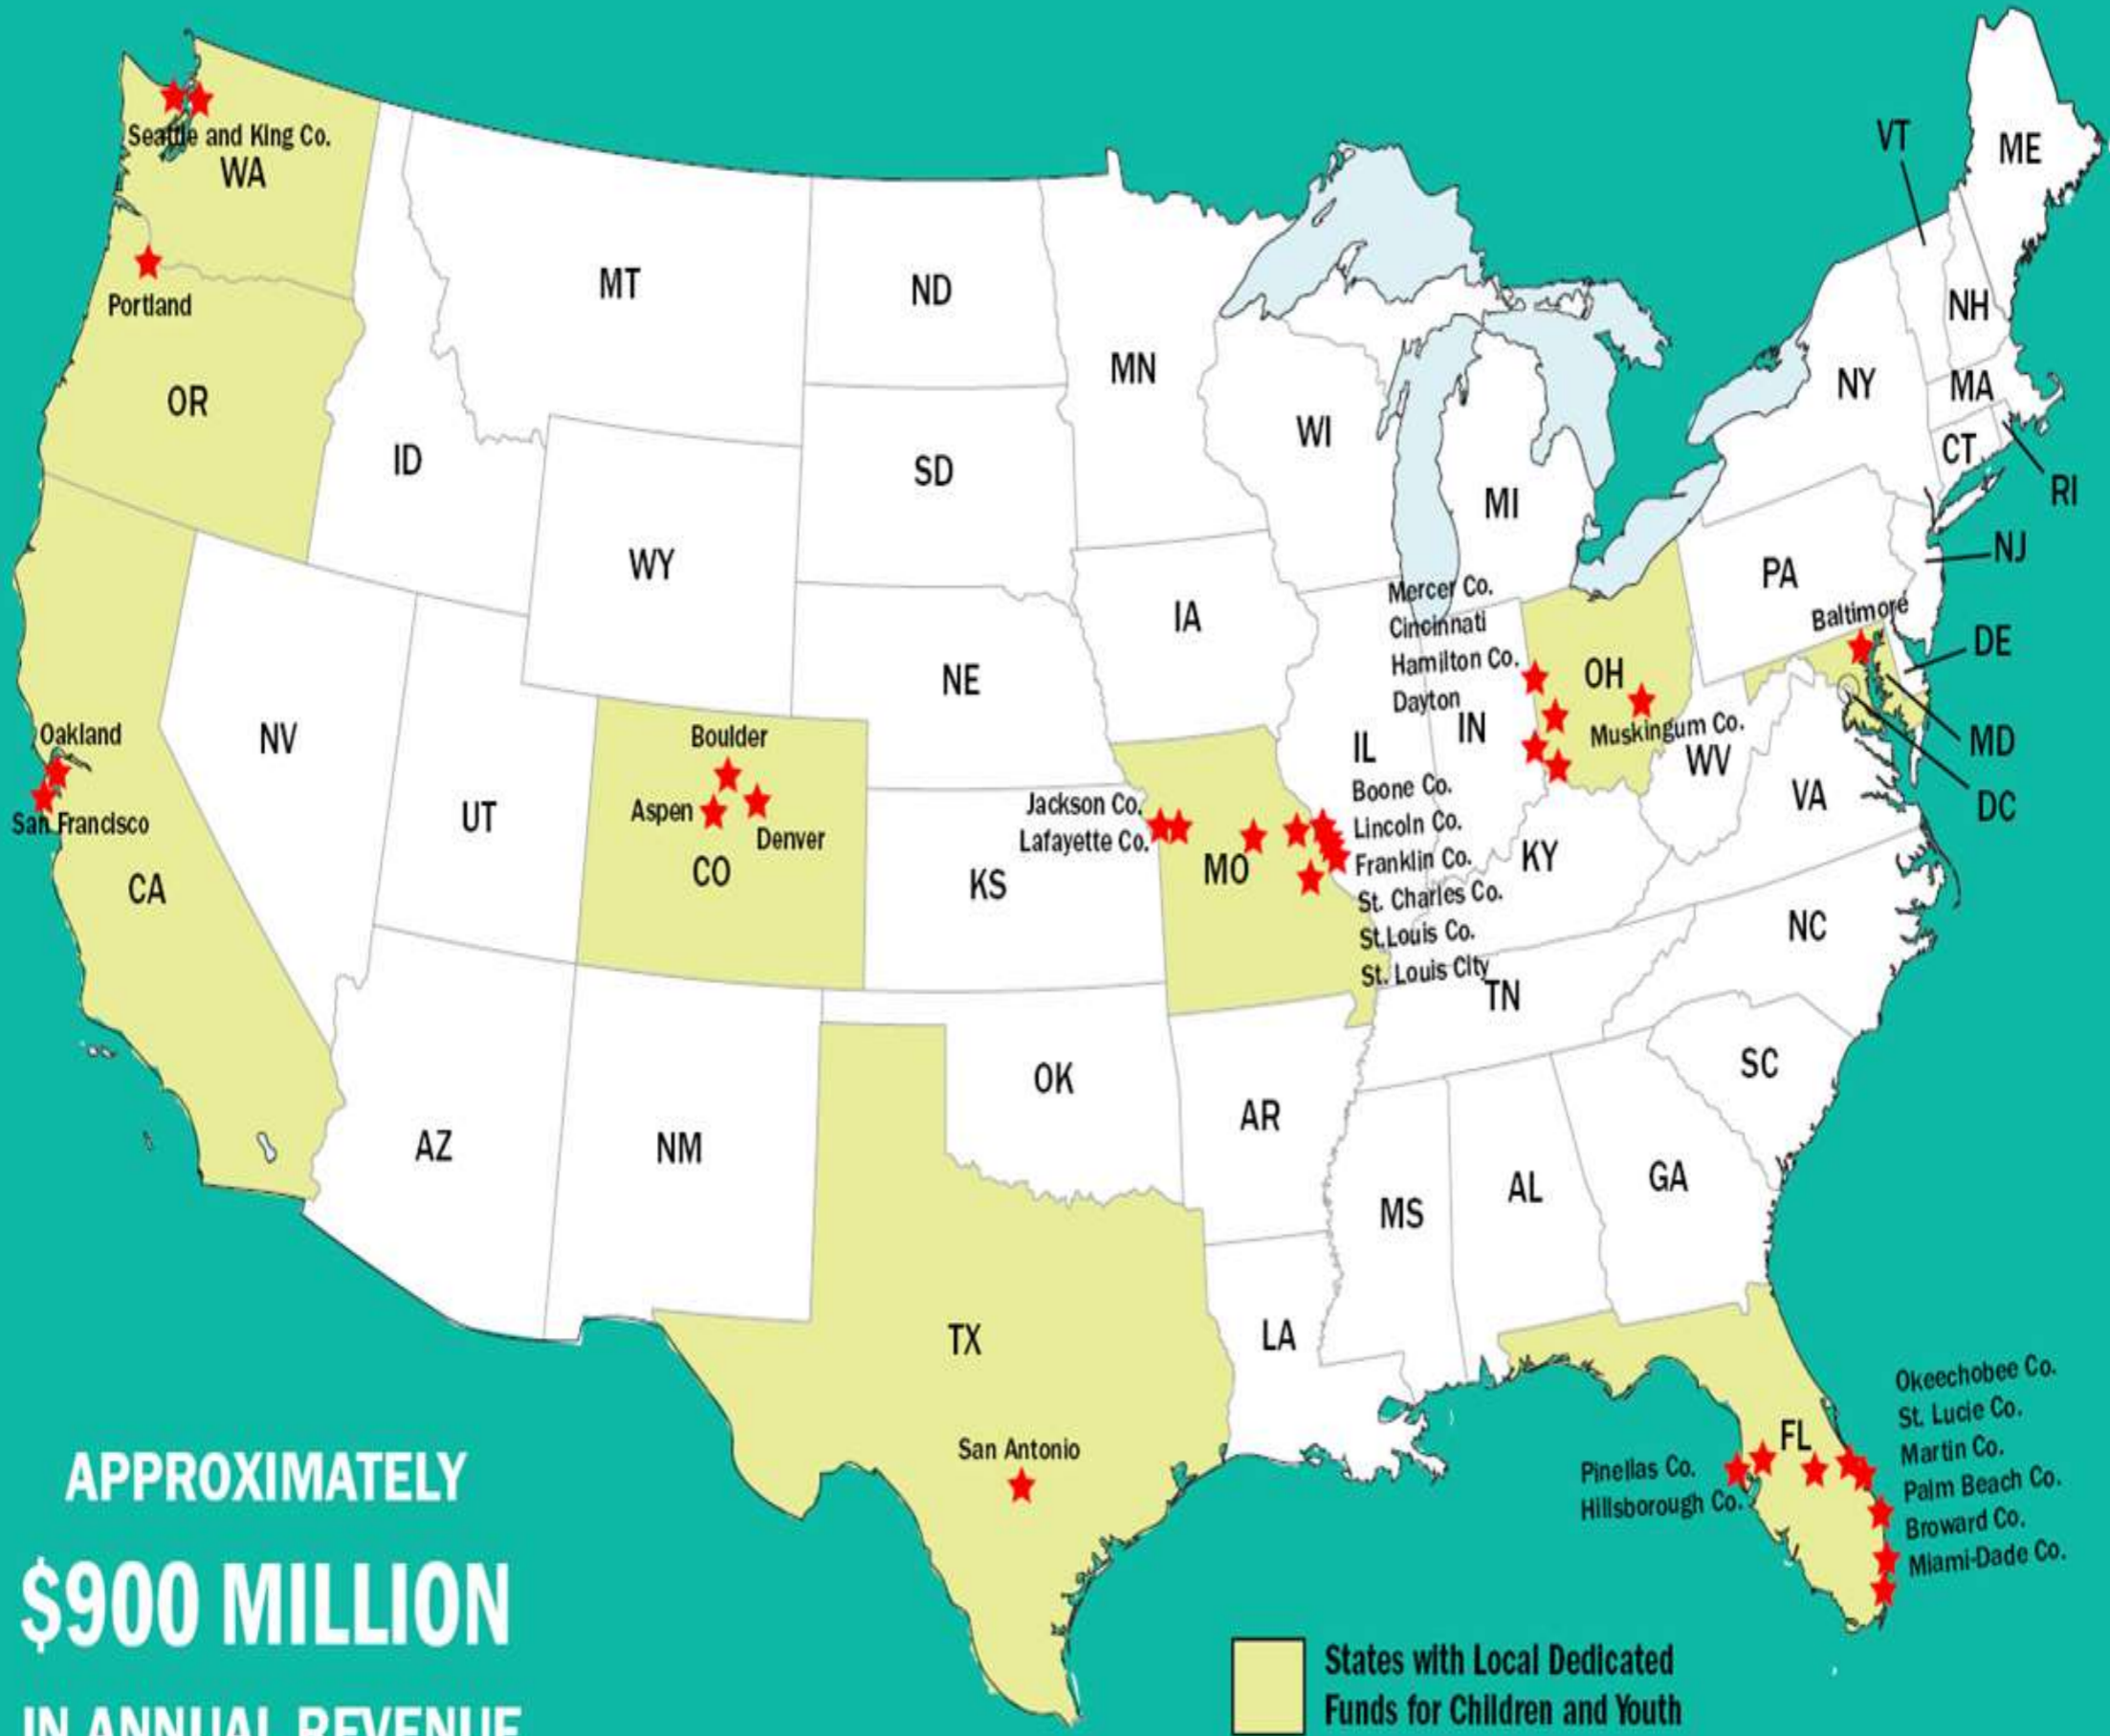 Seattle and King Co.
WA
Portland
OR
CA
Oakland
San Francisco
NV
ID
MT
WY
UT
AZ
NM
Boulder
Aspen
Denver
CO
ND
SD
NE
KS
OK
TX
San Antonio
MN
IA
Jackson Co.
Lafayette Co.
MO
AR
LA
WI
IL
Boone Co.
Lincoln Co.
Franklin Co.
St. Charles Co.
St.Louis Co.
St. Louis City
MI
Mercer Co.
Cincinnati
Hamilton Co.
Dayton
IN
OH
Muskingum Co.
KY
TN
MS
AL
GA
SC
NC
VA
WV
PA
Baltimore
NY
VT
ME
NH
MA
CT
RI
NJ
DE
MD
DC
FL
Pinellas Co.
Hillsborough Co.
Okeechobee Co.
St. Lucie Co.
Martin Co.
Palm Beach Co.
Broward Co.
Miami-Dade Co.
APPROXIMATELY
$900 MILLION
IN ANNUAL REVENUE
States with Local Dedicated
Funds for Children and Youth